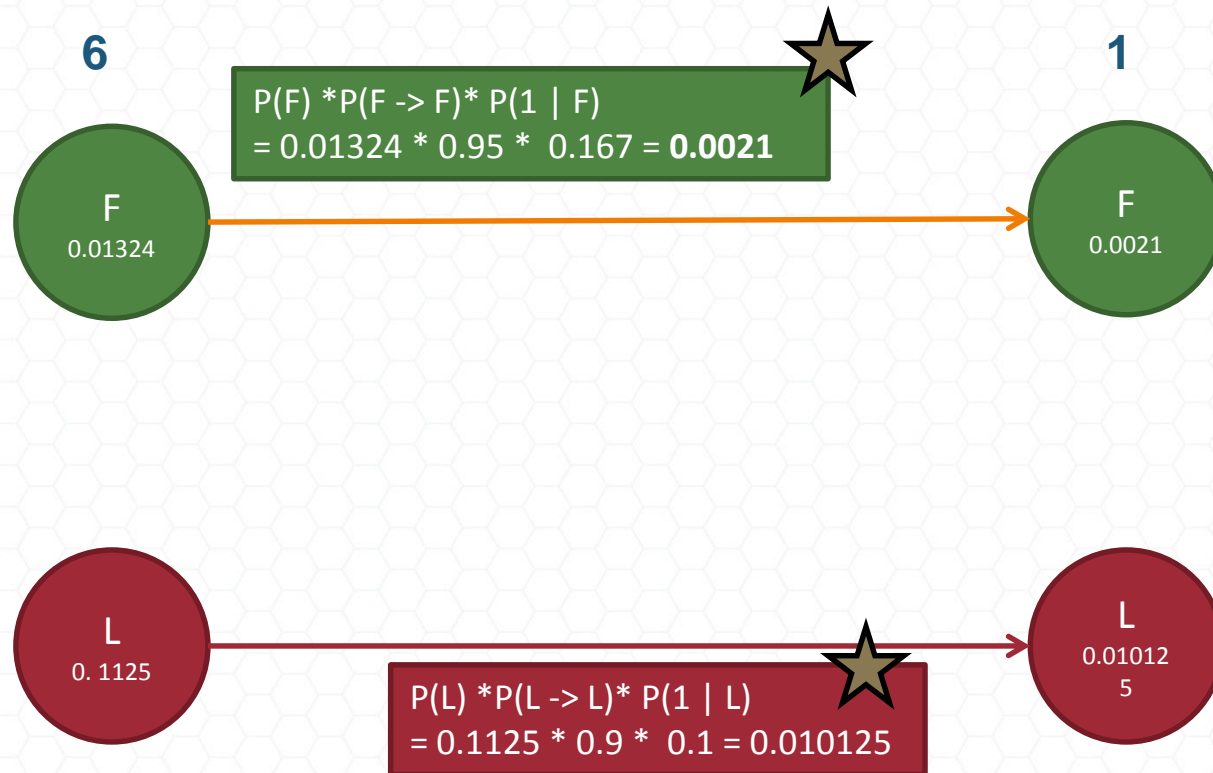 6
1
P(F) *P(F -> F)* P(1 | F)
= 0.01324 * 0.95 *  0.167 = 0.0021
F
0.01324
F
0.0021
L
0. 1125
L
0.01012
5
P(L) *P(L -> L)* P(1 | L)
= 0.1125 * 0.9 *  0.1 = 0.010125